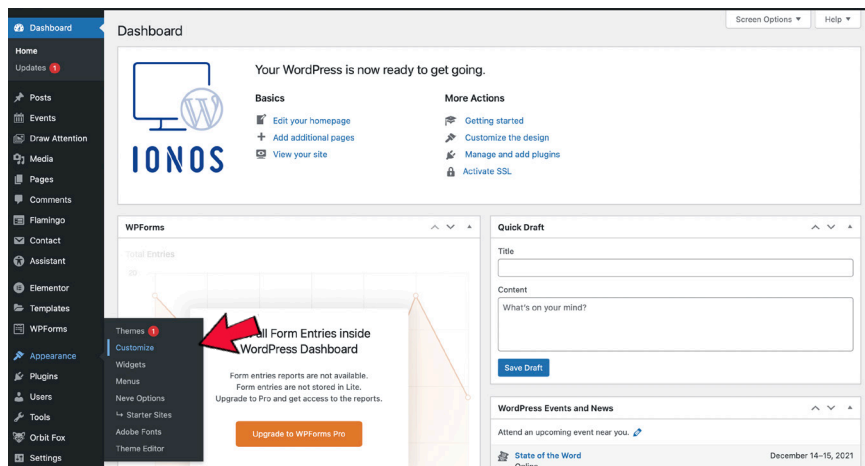 Dashboard
Home
Updates 1
Posts
Events
Draw Attention
Media
Pages
Comments
Flamingo
Contact
Assistant
Elementor
Templates
WPForms
Appearance
Plugins
Users
Tools
Orbit Fox
Settings
Themes 1
Customize
Widgets
Menus
Neve Options
↳ Starter Sites
Adobe Fonts
Theme Editor
Dashboard
Screen Options ▼
Help ▼
IONOS
Your WordPress is now ready to get going.
Basics
Edit your homepage
Add additional pages
View your site
More Actions
Getting started
Customize the design
Manage and add plugins
Activate SSL
WPForms
Total Entries
20
all Form Entries inside
WordPress Dashboard
Form entries reports are not available.
Form entries are not stored in Lite.
Upgrade to Pro and get access to the reports.
Upgrade to WPForms Pro
Quick Draft
Title
Content
What's on your mind?
Save Draft
WordPress Events and News
Attend an upcoming event near you.
State of the Word
December 14–15, 2021
Online